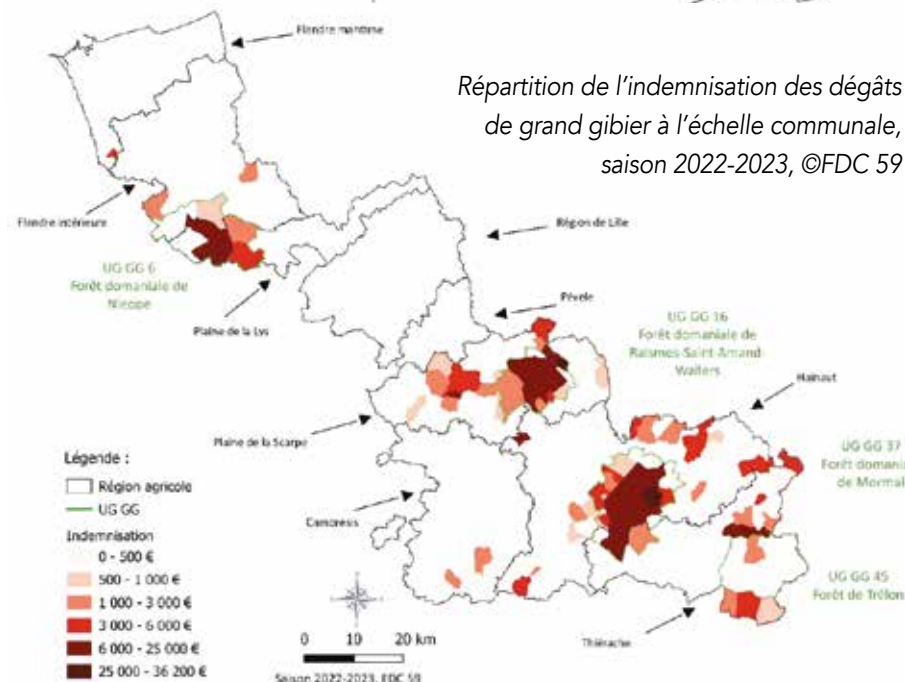 Flandre maritime
Répartition de l'indemnisation des dégâts
de grand gibier à l'échelle communale,
saison 2022-2023, ©FDC 59
Flandre intérieure
Région de Lille
UG GG 6
Forêt domaniale de
Nieppe
Plaine de la Lys
Pévèle
UG GG 16
Forêt domaniale de
Raismes-Saint-Amand-
Wallers
Hainaut
Plaine de la Scarpe
UG GG 37
Forêt domania
de Mormal
Légende :
Région agricole
UG GG
Indemnisation
0 - 500 €
500 - 1 000 €
1 000 - 3 000 €
3 000 - 6 000 €
6 000 - 25 000 €
25 000 - 36 200 €
Cambrésis
UG GG 45
Forêt de Trélon
Thiérache
0 10 20 km
Saison 2022-2023, FDC 59